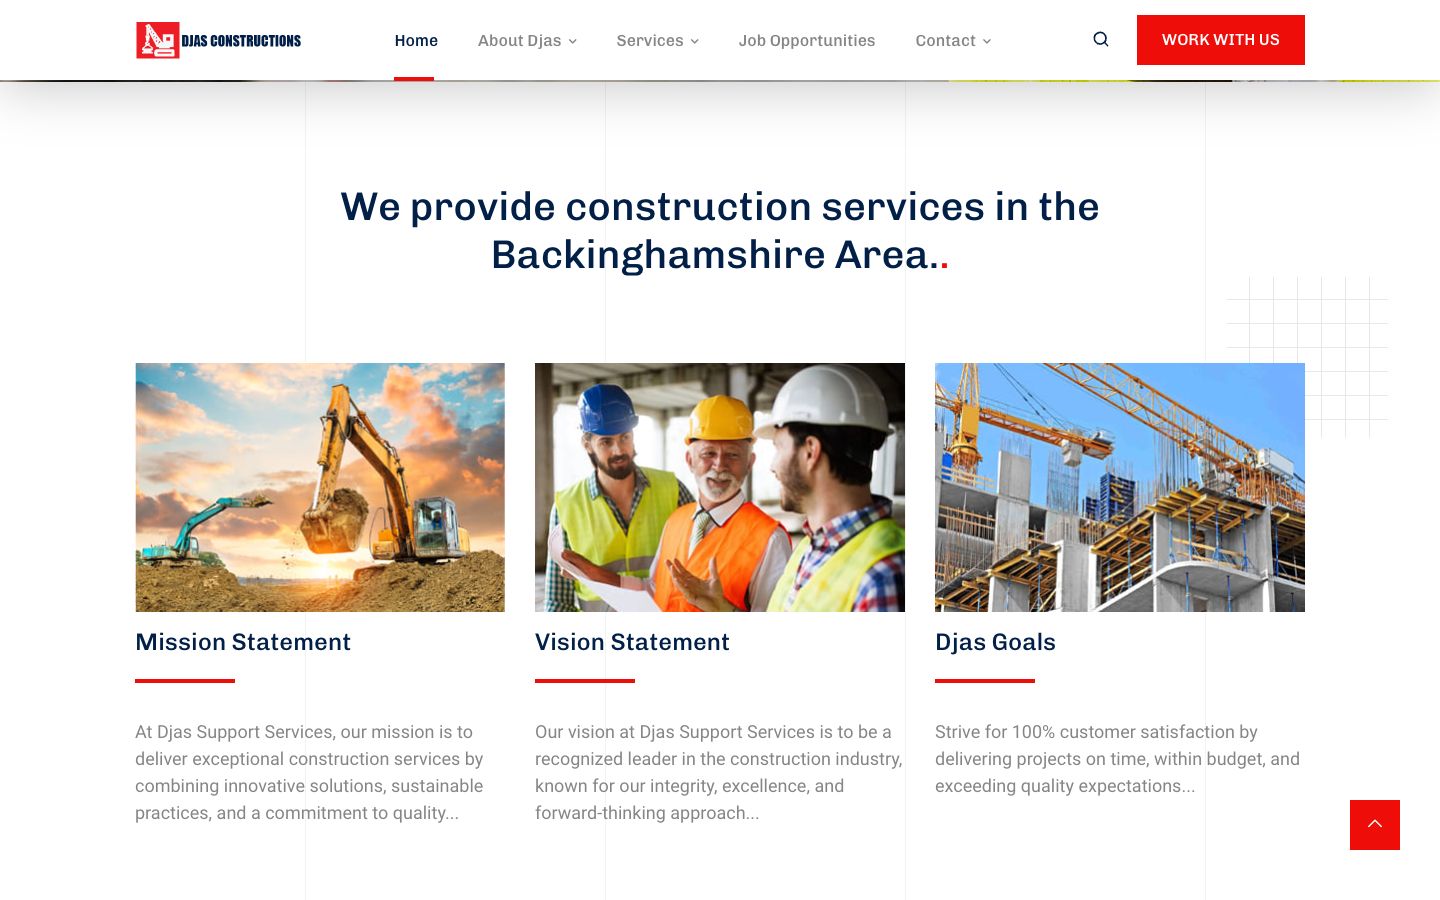 DJAS CONSTRUCTIONS
Home
About Djas
Services
Job Opportunities
Contact
WORK WITH US
We provide construction services in the
Backinghamshire Area..
Mission Statement
Vision Statement
Djas Goals
At Djas Support Services, our mission is to
deliver exceptional construction services by
combining innovative solutions, sustainable
practices, and a commitment to quality...
Our vision at Djas Support Services is to be a
recognized leader in the construction industry,
known for our integrity, excellence, and
forward-thinking approach...
Strive for 100% customer satisfaction by
delivering projects on time, within budget, and
exceeding quality expectations...